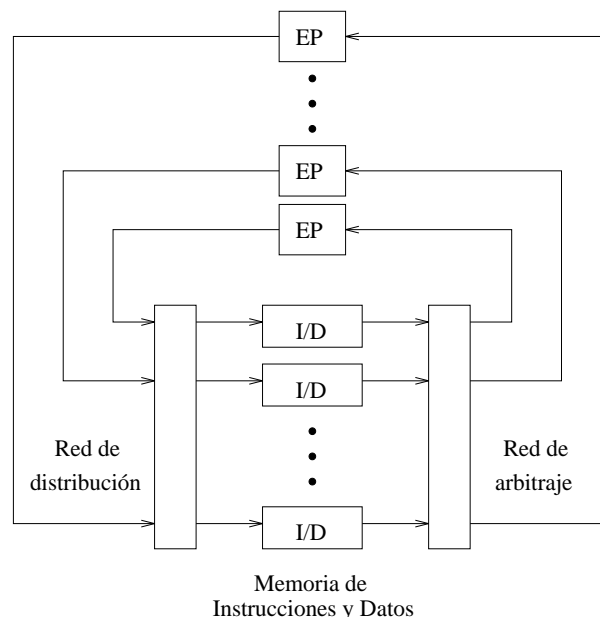 EP
EP
EP
I/D
I/D
Red de
distribución
Red de
arbitraje
I/D
Memoria de
Instrucciones y Datos